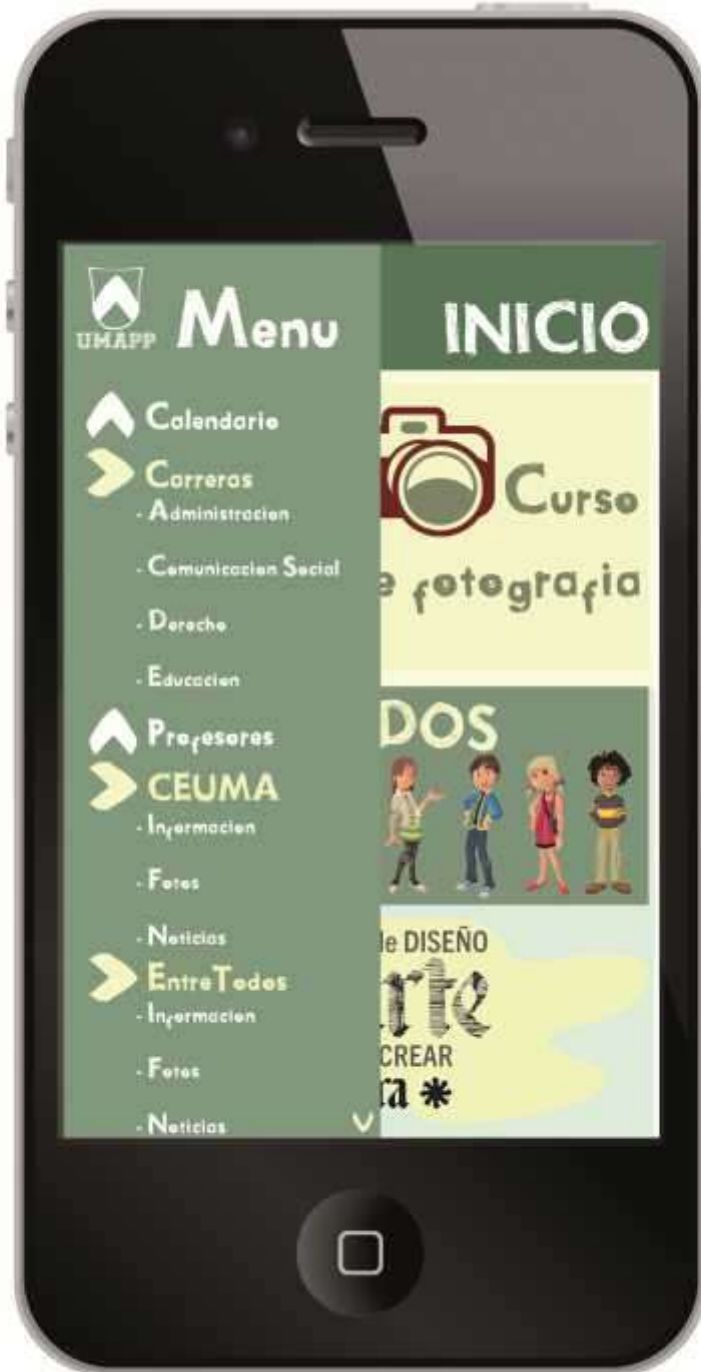 UMAPP
Menu
INICIO
Calendario
Carreras
- Administracion
- Comunicacion Social
- Derecho
- Educacion
Profesores
CEUMA
- Informacion
- Fotos
- Noticias
EntreTodos
- Informacion
- Fotos
- Noticias
Curso
e fotografia
DOS
de DISEÑO
rte
CREAR
ra *